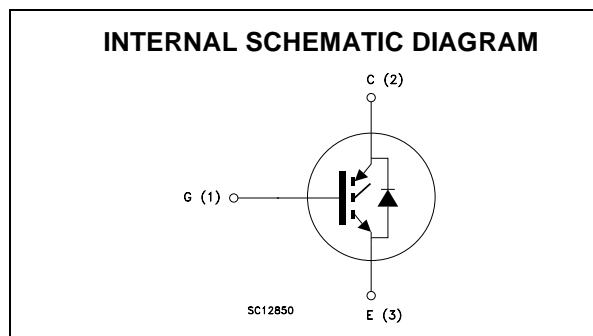 INTERNAL SCHEMATIC DIAGRAM
C (2)
G (1)
SC12850
E (3)